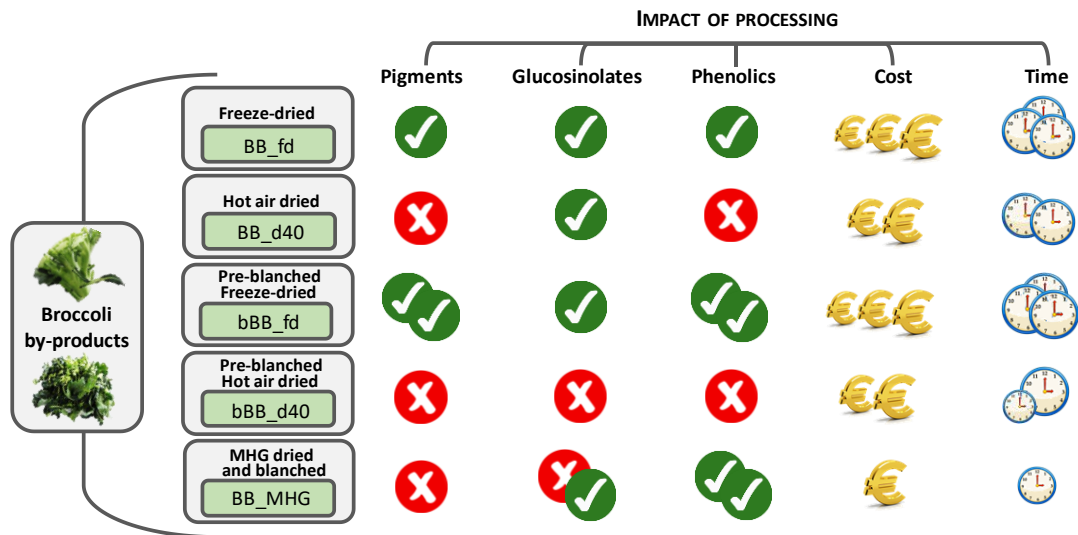 IMPACT OF PROCESSING
Pigments Glucosinolates Phenolics Cost Time
Freeze-dried
BB_fd
Hot air dried
BB_d40
Pre-blanched
Freeze-dried
bBB_fd
Broccoli
by-products
Pre-blanched
Hot air dried
bBB_d40
MHG dried
and blanched
BB_MHG